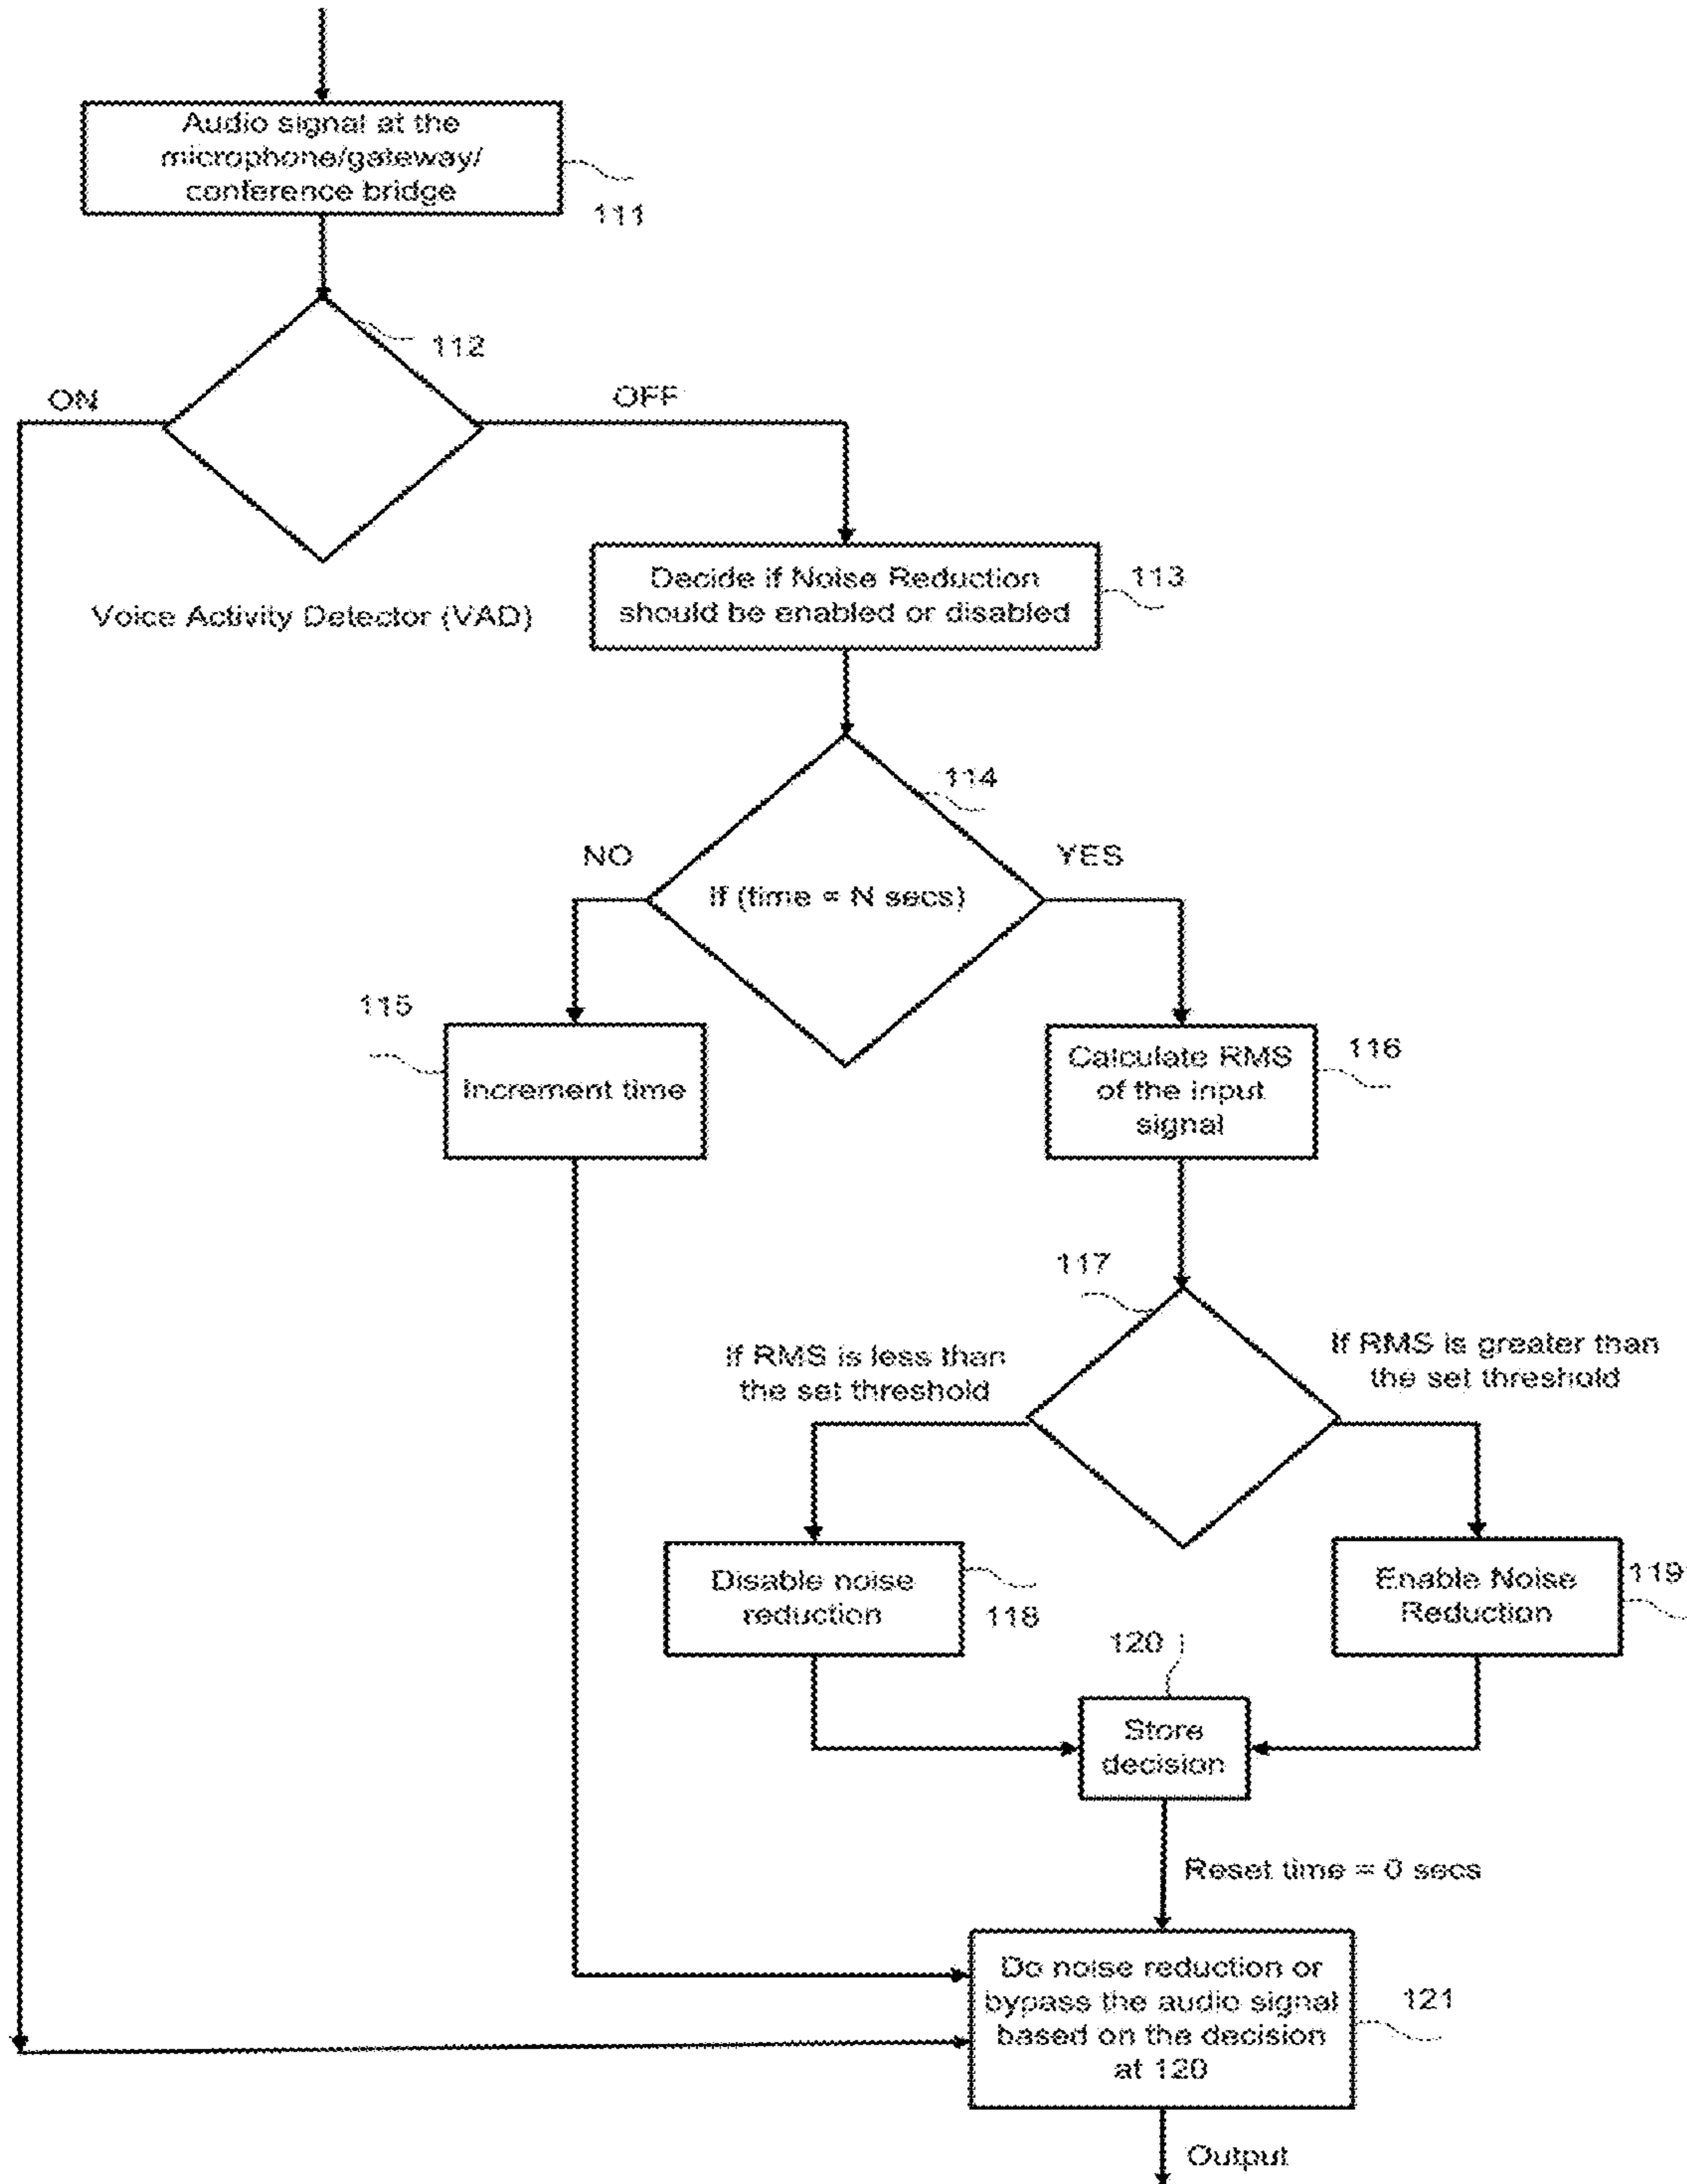 Audio signal at the
microphone/gateway/
conference bridge
111
112
ON
OFF
Voice Activity Detector (VAD)
Decide if Noise Reduction
should be enabled or disabled
113
114
NO
YES
If (time = N secs)
115
Increment time
Calculate RMS
of the input
signal
116
117
If RMS is less than
the set threshold
If RMS is greater than
the set threshold
Disable noise
reduction
118
Enable Noise
Reduction
119
120
Store
decision
Reset time = 0 secs
Do noise reduction or
bypass the audio signal
based on the decision
at 120
121
Output